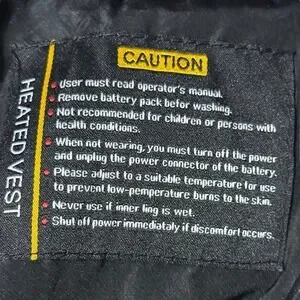 CAUTION
HEATED VEST
• User must read operator's manual.
• Remove battery pack befor washing.
• Not recommended for children or persons with
health conditions.
• When not wearing, you must turn off the power
and unplug the power connector of the battery.
• Please adjust to a suitable temperature for use
to prevent low-pemperature burns to the skin.
• Never use if inner ling is wet.
• Shut off power immediataly if discomfort occurs.